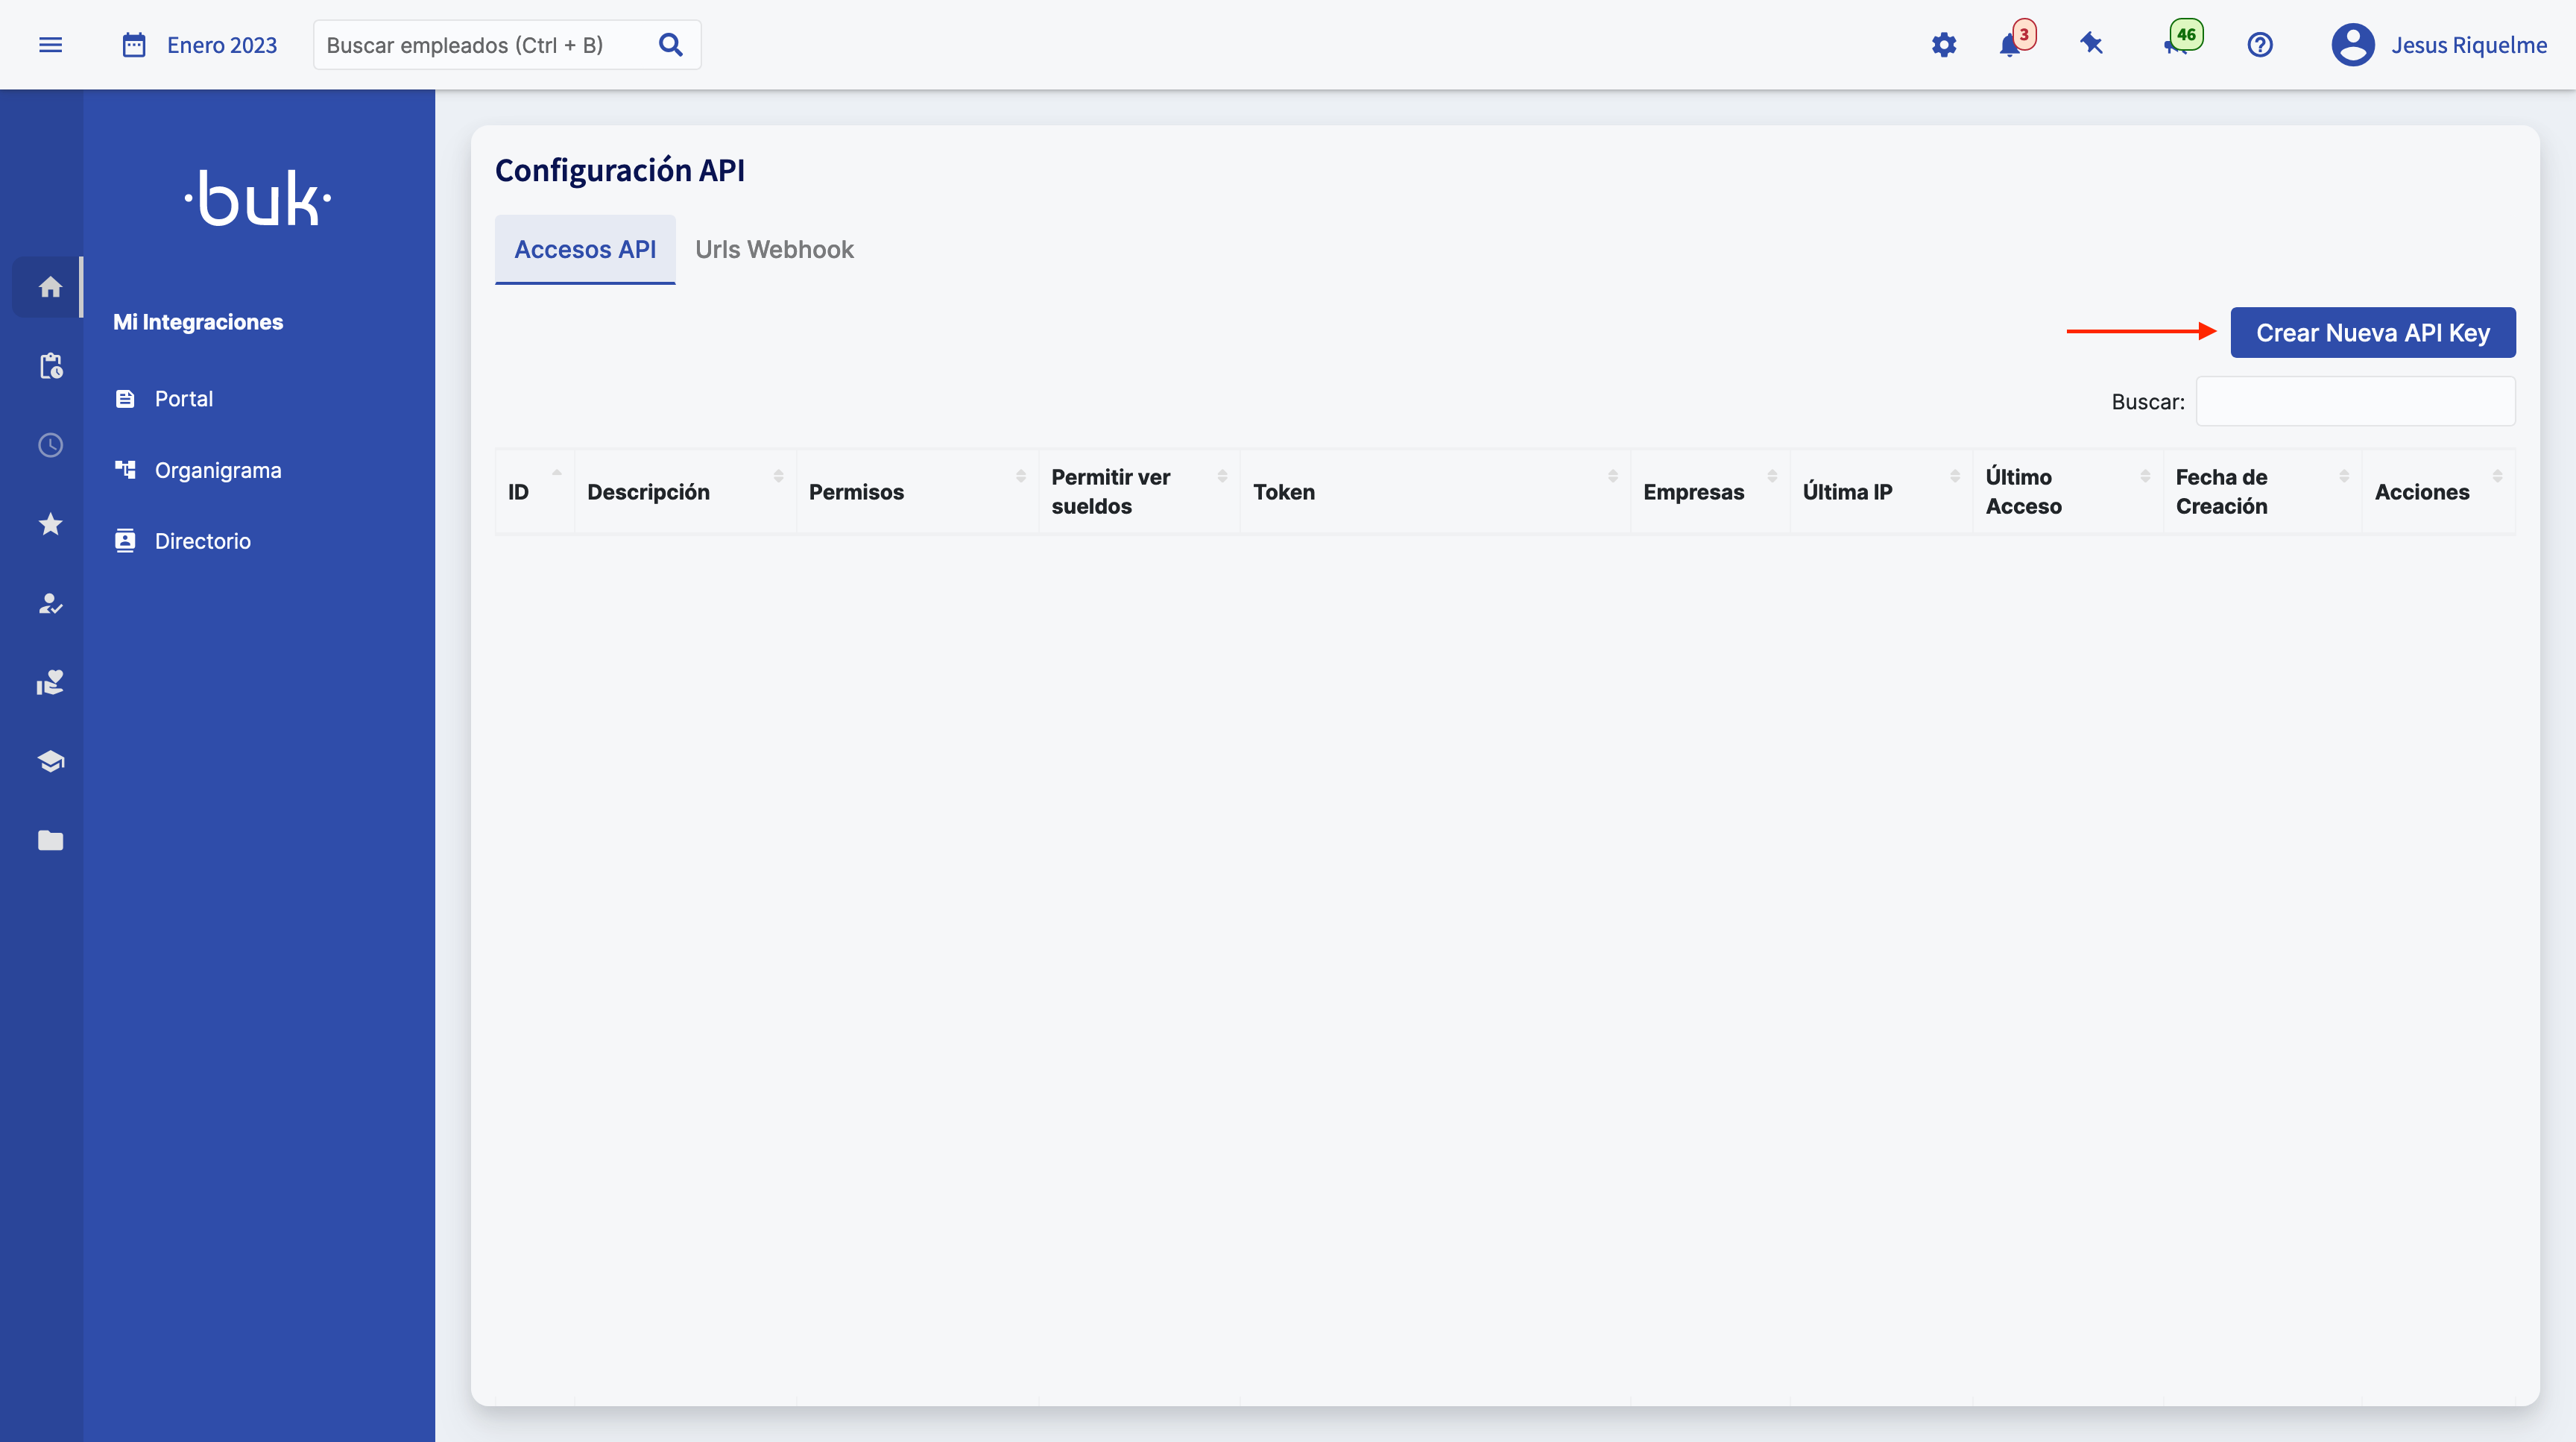 Enero 2023
Buscar empleados (Ctrl + B)
3
46
Jesus Riquelme
·buk·
Mi Integraciones
Portal
Organigrama
Directorio
Configuración API
Accesos API
Urls Webhook
Crear Nueva API Key
Buscar:
ID
Descripción
Permisos
Permitir ver
sueldos
Token
Empresas
Última IP
Último
Acceso
Fecha de
Creación
Acciones